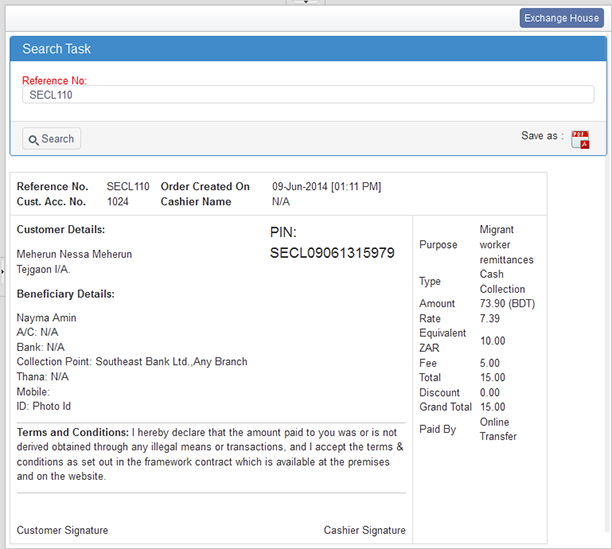 Exchange House
Search Task
Reference No:
SECL110
Search
Save as :
PDF
Reference No. SECL110 Order Created On 09-Jun-2014 [01:11 PM]
Cust. Acc. No. 1024 Cashier Name N/A
Customer Details:
Meherun Nessa Meherun
Tejgaon I/A.
PIN:
SECL09061315979
Beneficiary Details:
Nayma Amin
A/C: N/A
Bank: N/A
Collection Point: Southeast Bank Ltd.,Any Branch
Thana: N/A
Mobile:
ID: Photo Id
Terms and Conditions: I hereby declare that the amount paid to you was or is not
derived obtained through any illegal means or transactions, and I accept the terms &
conditions as set out in the framework contract which is available at the premises
and on the website.
Customer Signature Cashier Signature
Purpose Migrant
worker
remittances
Type Cash
Collection
Amount 73.90 (BDT)
Rate 7.39
Equivalent
ZAR 10.00
Fee 5.00
Total 15.00
Discount 0.00
Grand Total 15.00
Paid By Online
Transfer